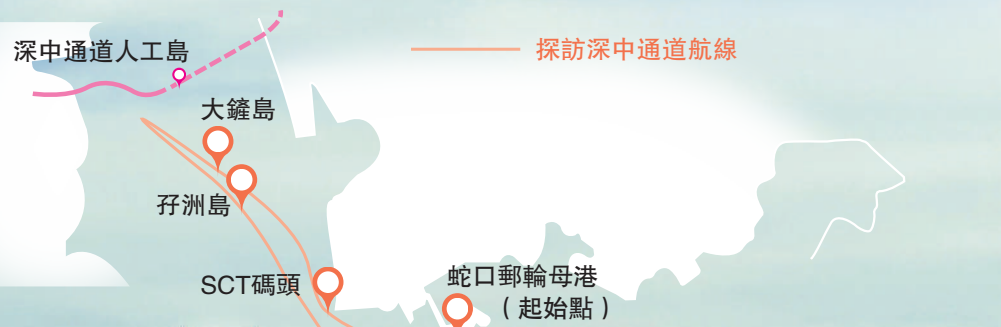 深中通道人工島
探訪深中通道航線
大鏟島
孖洲島
SCT碼頭
蛇口郵輪母港
（起始點）